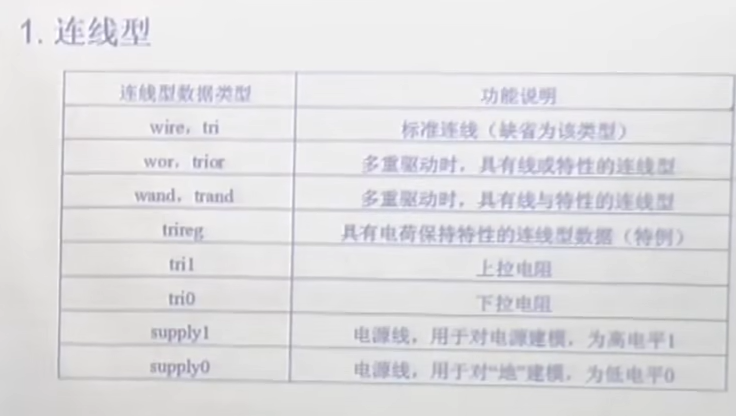 1. 连线型
连线型数据类型 功能说明
wire，tri 标准连线（缺省为该类型）
wor，trior 多重驱动时，具有线或特性的连线型
wand，trand 多重驱动时，具有线与特性的连线型
trireg 具有电荷保持特性的连线型数据（特例）
tri1 上拉电阻
tri0 下拉电阻
supply1 电源线，用于对电源建模，为高电平1
supply0 电源线，用于对“地”建模，为低电平0